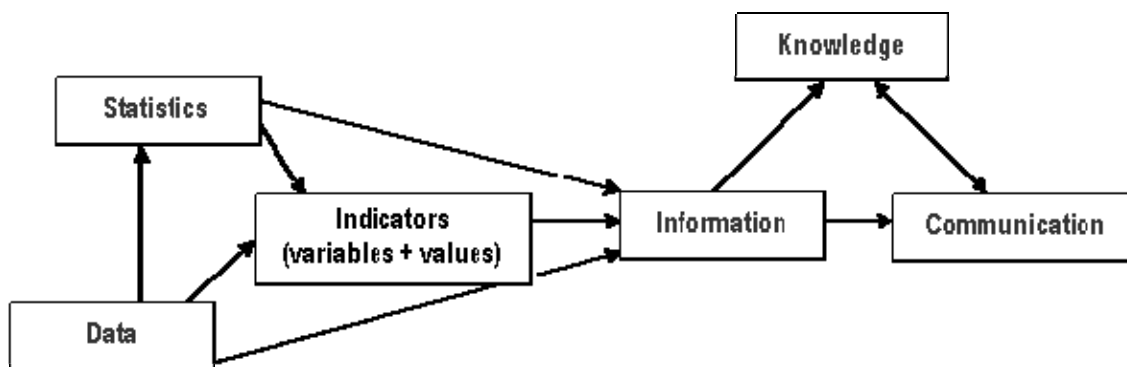 Knowledge
Statistics
Indicators
(variables + values)
Information
Communication
Data